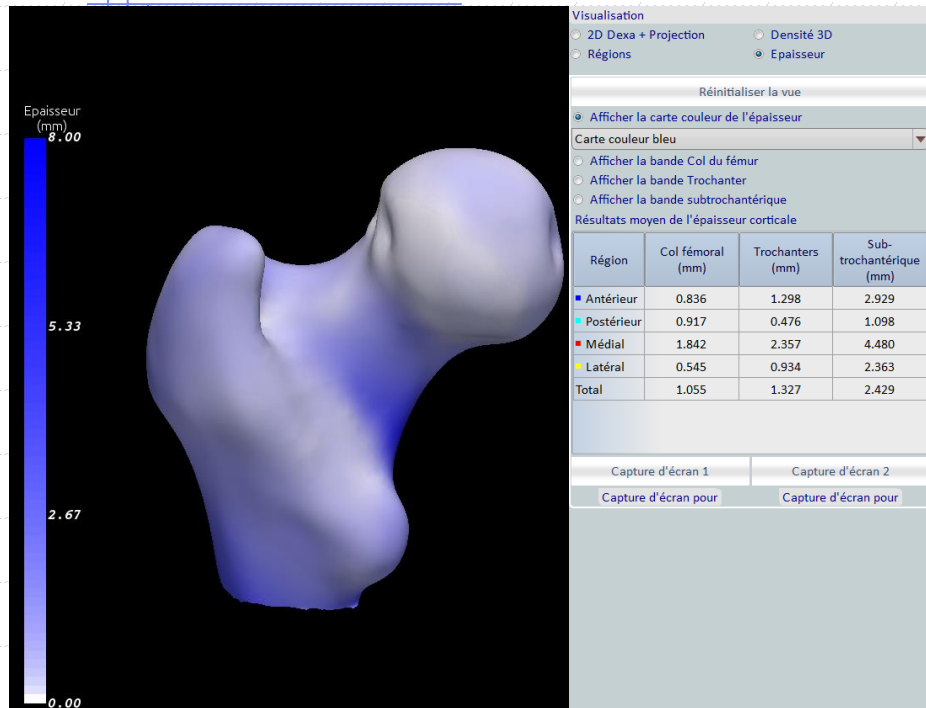 Epaisseur
(mm)
8.00
5.33
2.67
0.00
Visualisation
2D Dexa + Projection
Densité 3D
Régions
Epaisseur
Réinitialiser la vue
Afficher la carte couleur de l'épaisseur
Carte couleur bleu
Afficher la bande Col du fémur
Afficher la bande Trochanter
Afficher la bande subtrochantérique
Résultats moyen de l'épaisseur corticale
Région
Col fémoral
(mm)
Trochanters
(mm)
Sub-
trochantérique
(mm)
Antérieur 0.836 1.298 2.929
Postérieur 0.917 0.476 1.098
Médial 1.842 2.357 4.480
Latéral 0.545 0.934 2.363
Total 1.055 1.327 2.429
Capture d'écran 1
Capture d'écran 2
Capture d'écran pour
Capture d'écran pour